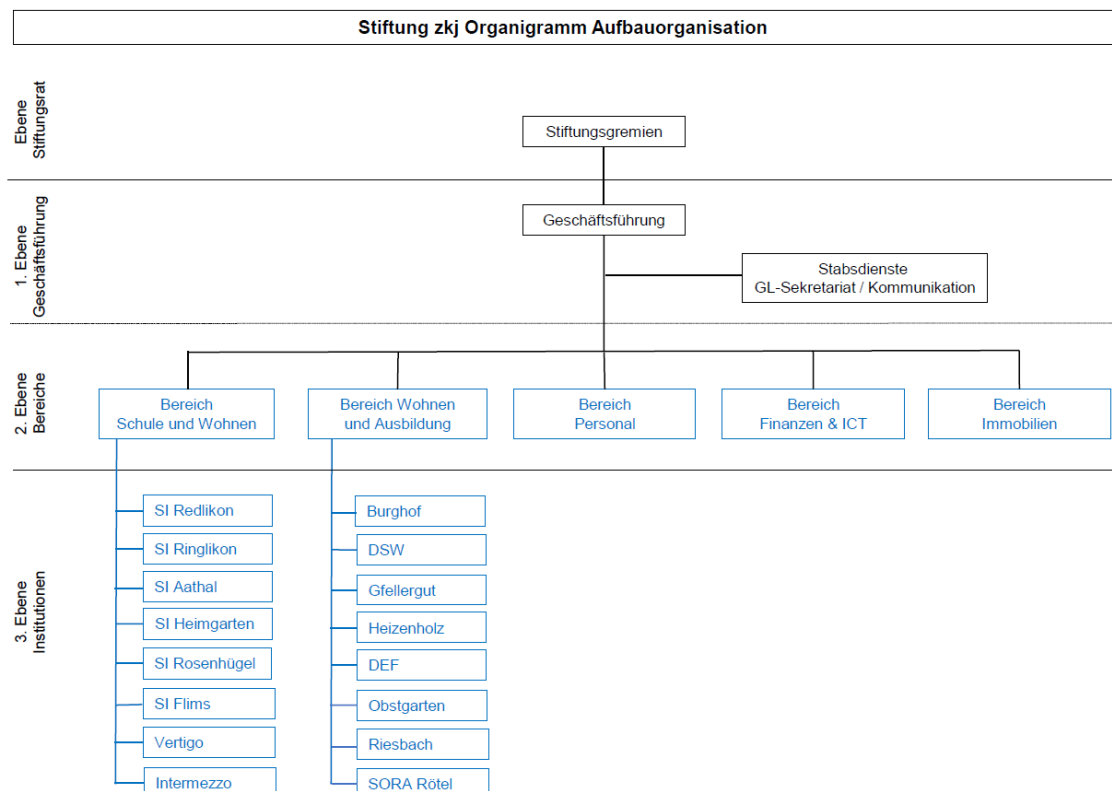 Stiftung zkj Organigramm Aufbauorganisation
Ebene
Stiftungsrat
Stiftungsgremien
1. Ebene
Geschäftsführung
Geschäftsführung
Stabsdienste
GL-Sekretariat / Kommunikation
2. Ebene
Bereiche
Bereich
Schule und Wohnen
Bereich Wohnen
und Ausbildung
Bereich
Personal
Bereich
Finanzen & ICT
Bereich
Immobilien
3. Ebene
Institutionen
SI Redlikon
SI Ringlikon
SI Aathal
SI Heimgarten
SI Rosenhügel
SI Flims
Vertigo
Intermezzo
Burghof
DSW
Gfellergut
Heizenholz
DEF
Obstgarten
Riesbach
SORA Rötel